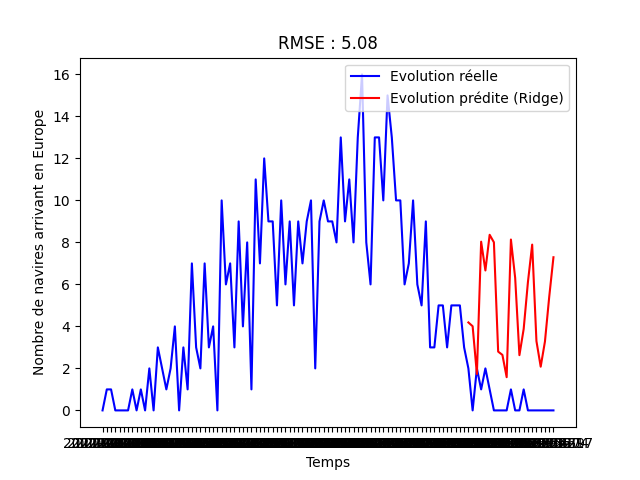 RMSE : 5.08
Evolution réelle
Evolution prédite (Ridge)
Nombre de navires arrivant en Europe
16
14
12
10
8
6
4
2
0
Temps